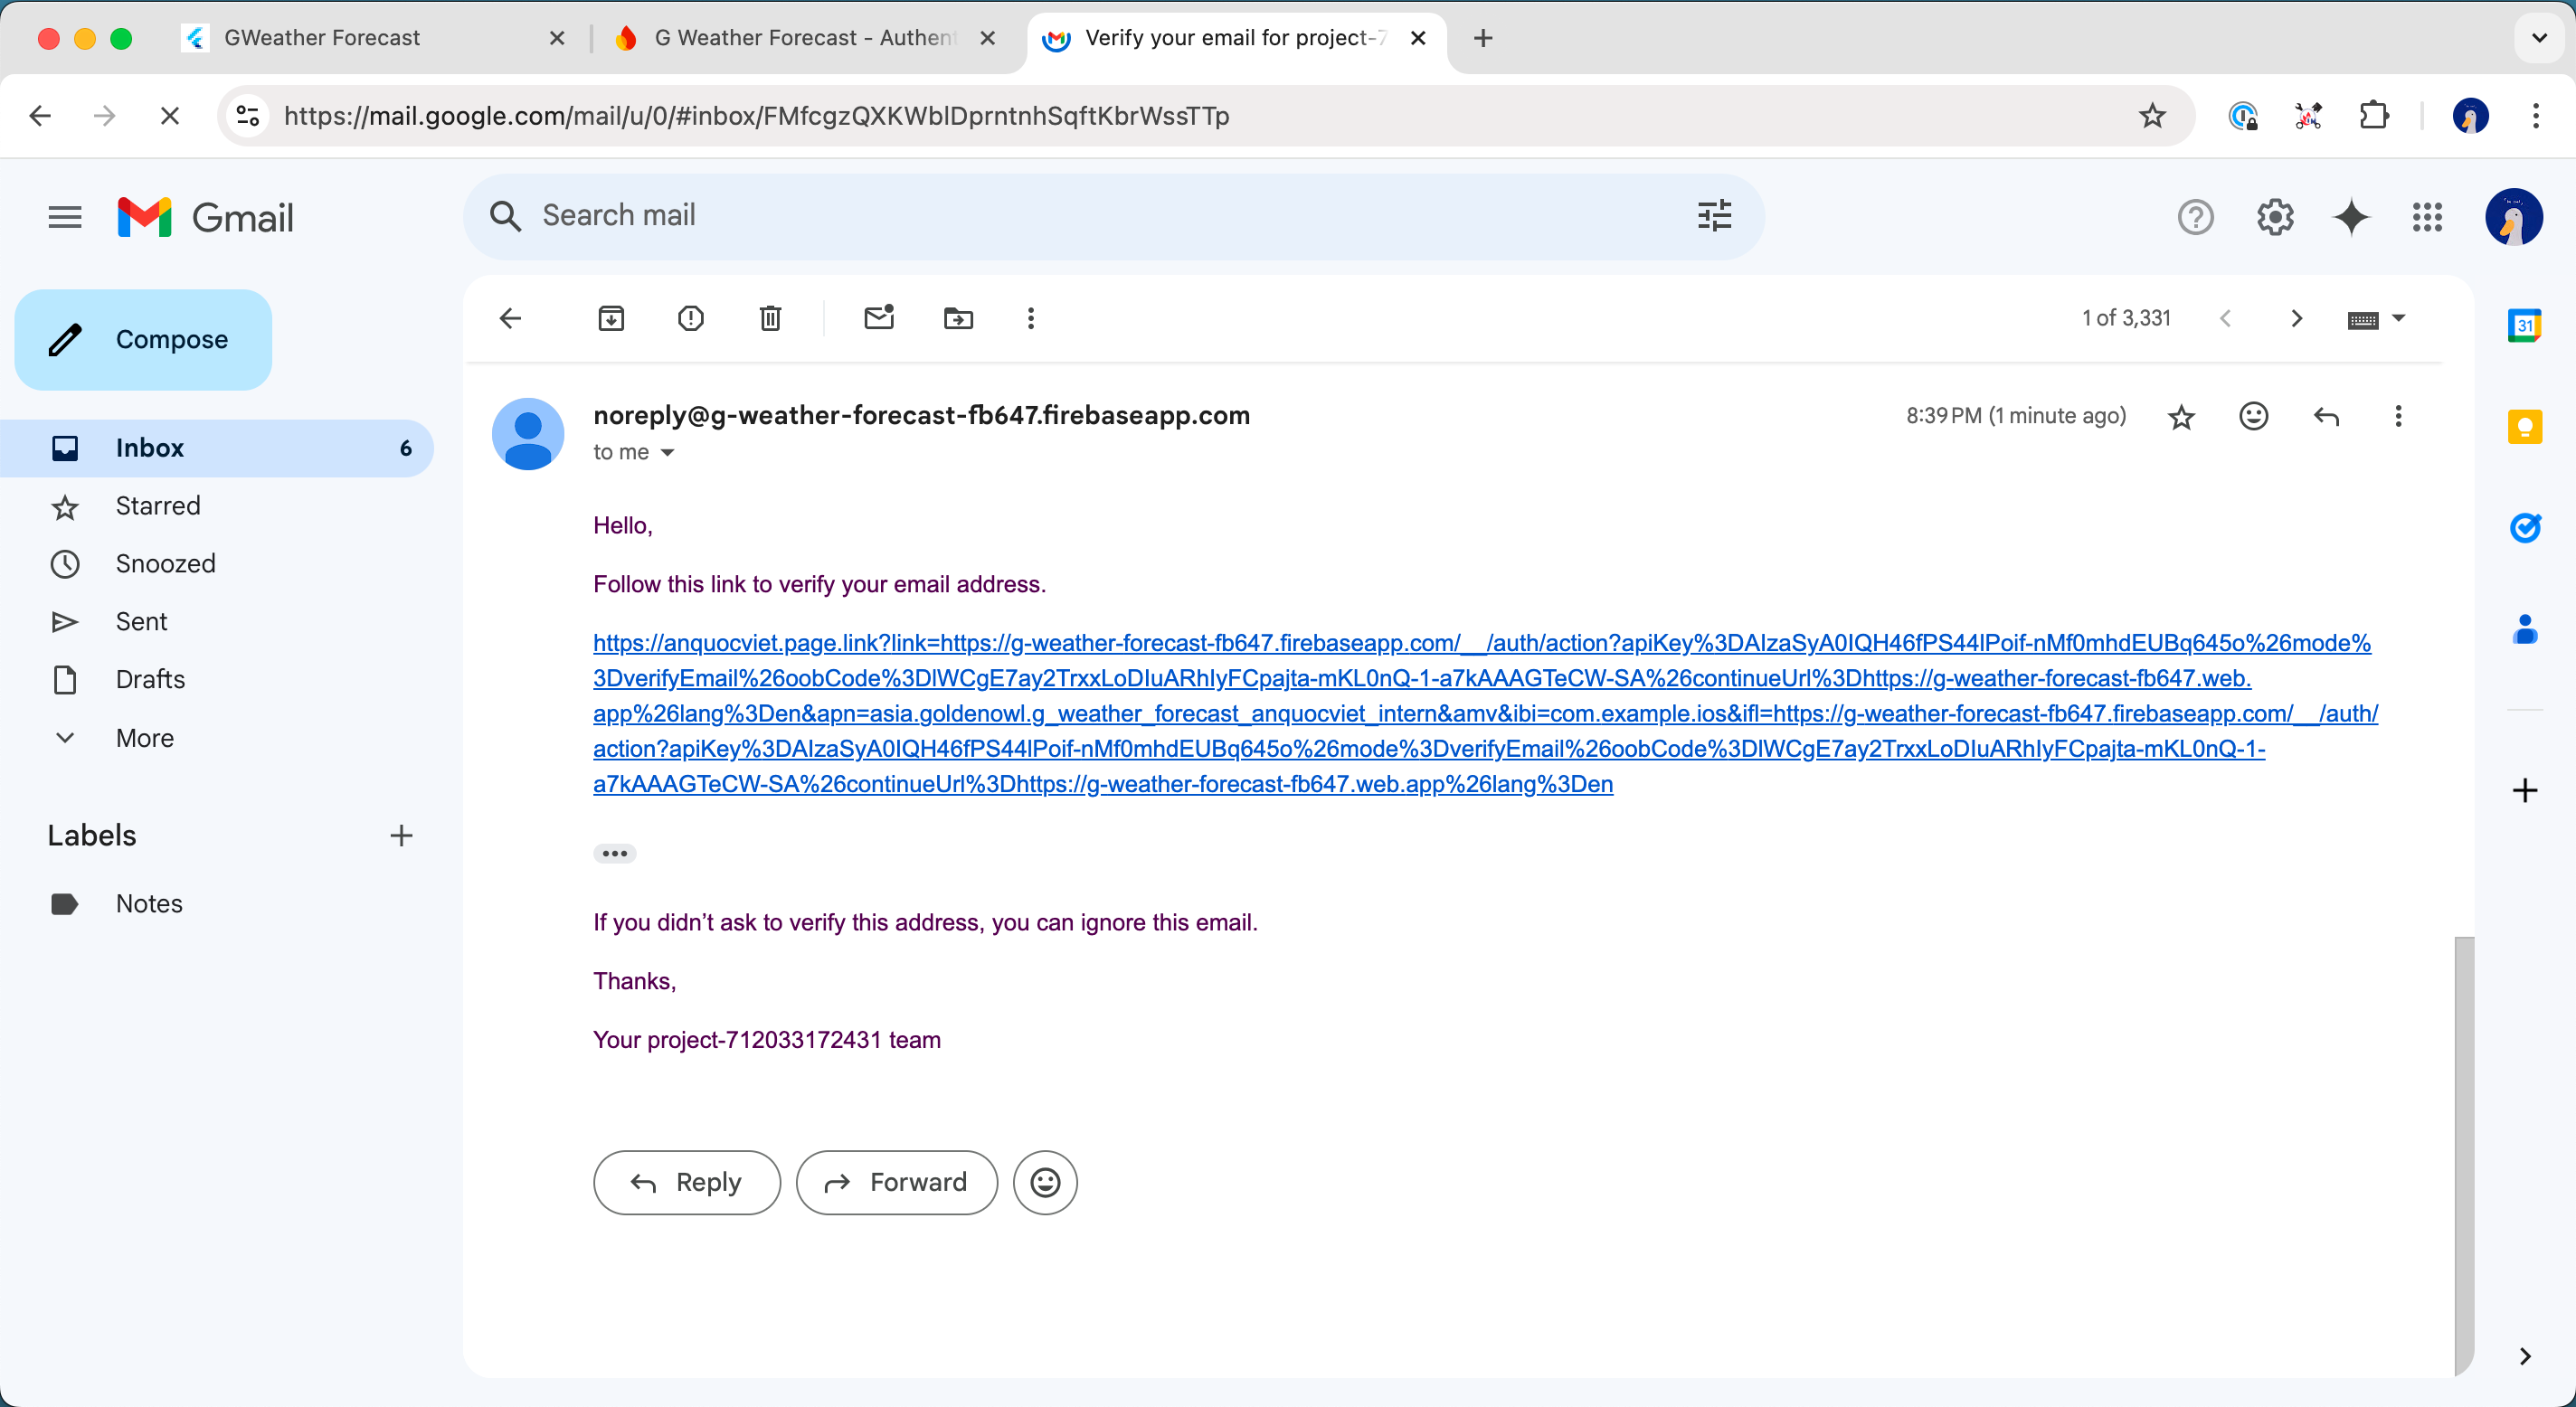 GWeather Forecast
G Weather Forecast - Authent
Verify your email for project-7
https://mail.google.com/mail/u/0/#inbox/FMfcgzQXKWblDprntnhSqftKbrWssTTp
Gmail
Search mail
Compose
1 of 3,331
31
Inbox 6
Starred
Snoozed
Sent
Drafts
More
Labels
Notes
noreply@g-weather-forecast-fb647.firebaseapp.com
8:39 PM (1 minute ago)
to me
Hello,
Follow this link to verify your email address.
https://anquocviet.page.link?link=https://g-weather-forecast-fb647.firebaseapp.com/__/auth/action?apiKey%3DAIzaSyA0IQH46fPS44lPoif-nMf0mhdEUBq645o%26mode%
3DverifyEmail%26oobCode%3DlWCgE7ay2TrxxLoDIuARhIyFCpajta-mKL0nQ-1-a7kAAAGTeCW-SA%26continueUrl%3Dhttps://g-weather-forecast-fb647.web.
app%26lang%3Den&apn=asia.goldenowl.g_weather_forecast_anquocviet_intern&amv&ibi=com.example.ios&ifl=https://g-weather-forecast-fb647.firebaseapp.com/__/auth/
action?apiKey%3DAIzaSyA0IQH46fPS44lPoif-nMf0mhdEUBq645o%26mode%3DverifyEmail%26oobCode%3DlWCgE7ay2TrxxLoDIuARhIyFCpajta-mKL0nQ-1-
a7kAAAGTeCW-SA%26continueUrl%3Dhttps://g-weather-forecast-fb647.web.app%26lang%3Den
If you didn’t ask to verify this address, you can ignore this email.
Thanks,
Your project-712033172431 team
Reply
Forward